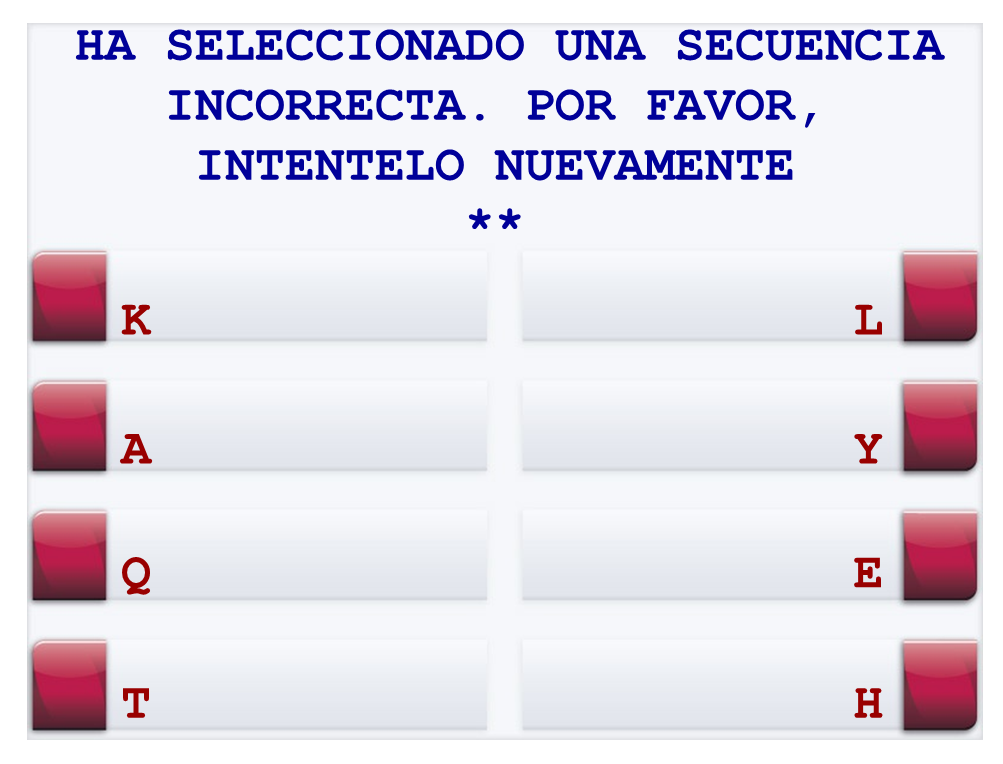 HA SELECCIONADO UNA SECUENCIA
INCORRECTA. POR FAVOR,
INTENTELO NUEVAMENTE
**
K
L
A
Y
Q
E
T
H